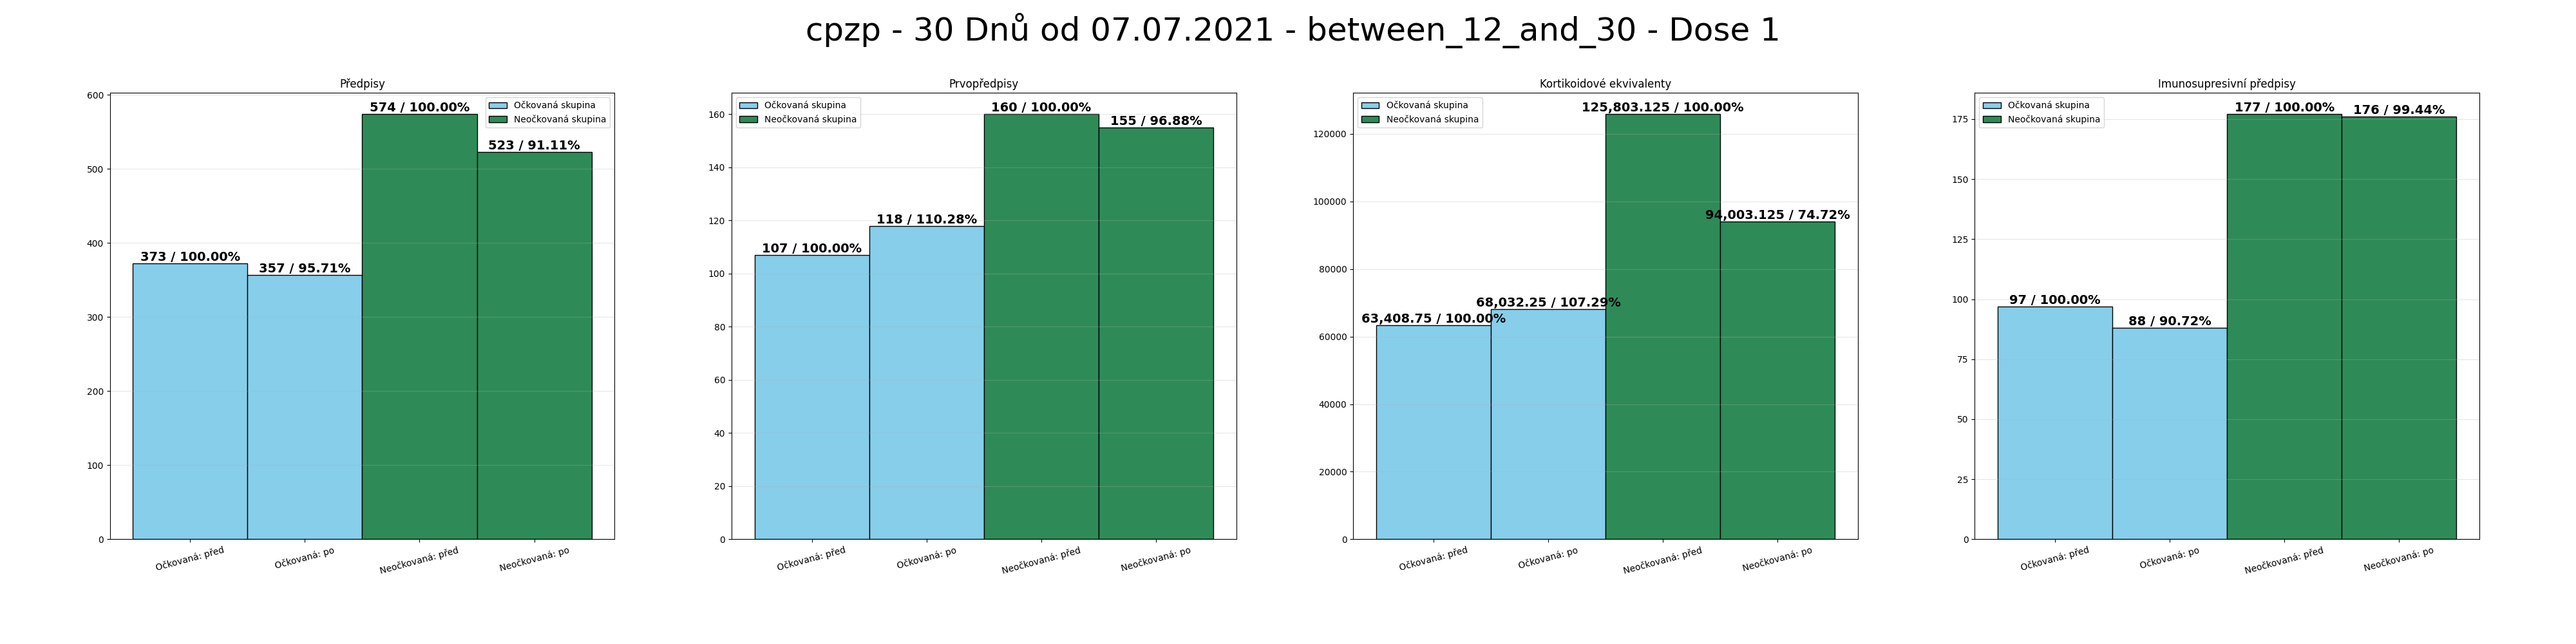 cpzp - 30 Dnů od 07.07.2021 - between_12_and_30 - Dose 1
Předpisy
600
500
400
300
200
100
0
373 / 100.00%
357 / 95.71%
574 / 100.00%
523 / 91.11%
Očkovaná skupina
Neočkovaná skupina
Očkovaná: před
Očkovaná: po
Neočkovaná: před
Neočkovaná: po
Prvopředpisy
160
140
120
100
80
60
40
20
0
Očkovaná skupina
Neočkovaná skupina
107 / 100.00%
118 / 110.28%
160 / 100.00%
155 / 96.88%
Očkovaná: před
Očkovaná: po
Neočkovaná: před
Neočkovaná: po
Kortikoidové ekvivalenty
120000
100000
80000
60000
40000
20000
0
Očkovaná skupina
Neočkovaná skupina
63,408.75 / 100.00%
68,032.25 / 107.29%
125,803.125 / 100.00%
94,003.125 / 74.72%
Očkovaná: před
Očkovaná: po
Neočkovaná: před
Neočkovaná: po
Imunosupresivní předpisy
175
150
125
100
75
50
25
0
Očkovaná skupina
Neočkovaná skupina
97 / 100.00%
88 / 90.72%
177 / 100.00%
176 / 99.44%
Očkovaná: před
Očkovaná: po
Neočkovaná: před
Neočkovaná: po